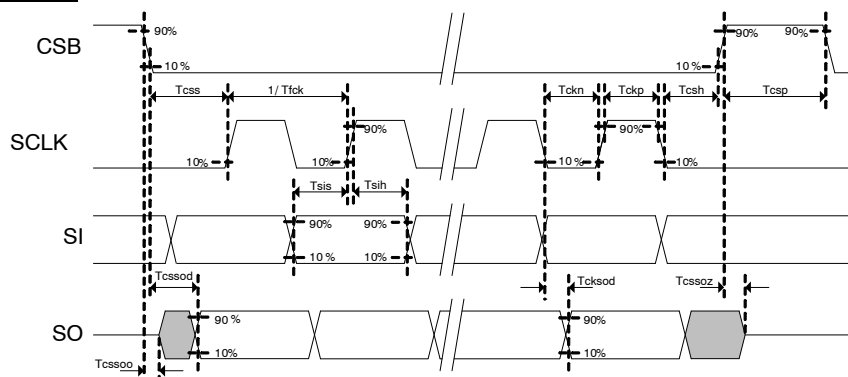 CSB
90%
10%
90%
90%
10%
Tcss
1/ Tfck
Tckn
Tckp
Tcsh
Tcsp
SCLK
10%
10%
90%
10%
90%
10%
Tsis
Tsih
SI
90%
90%
10%
10%
Tcssod
Tcksod
Tcssoz
SO
90%
10%
90%
10%
Tcssoo